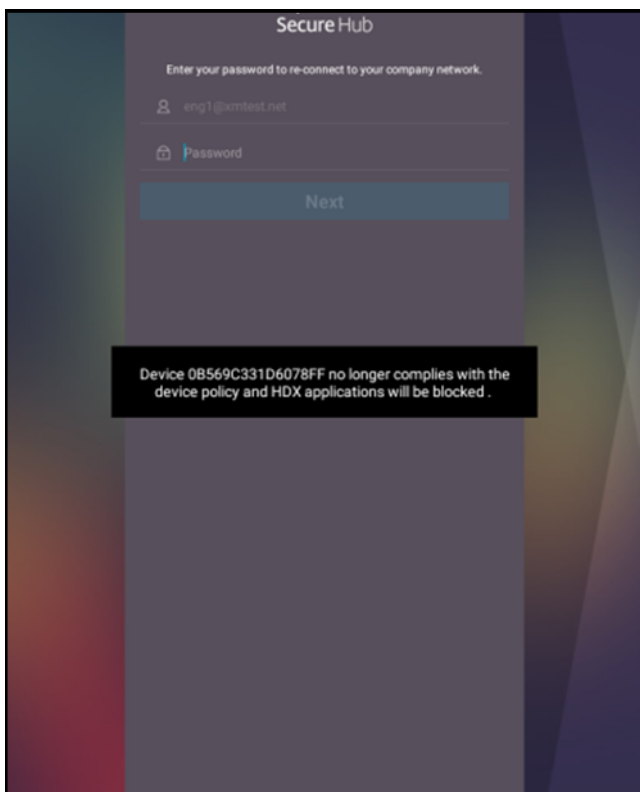 Secure Hub
Enter your password to re-connect to your company network.
eng1@xmtest.net
Password
Next
Device 0B569C331D6078FF no longer complies with the
device policy and HDX applications will be blocked .